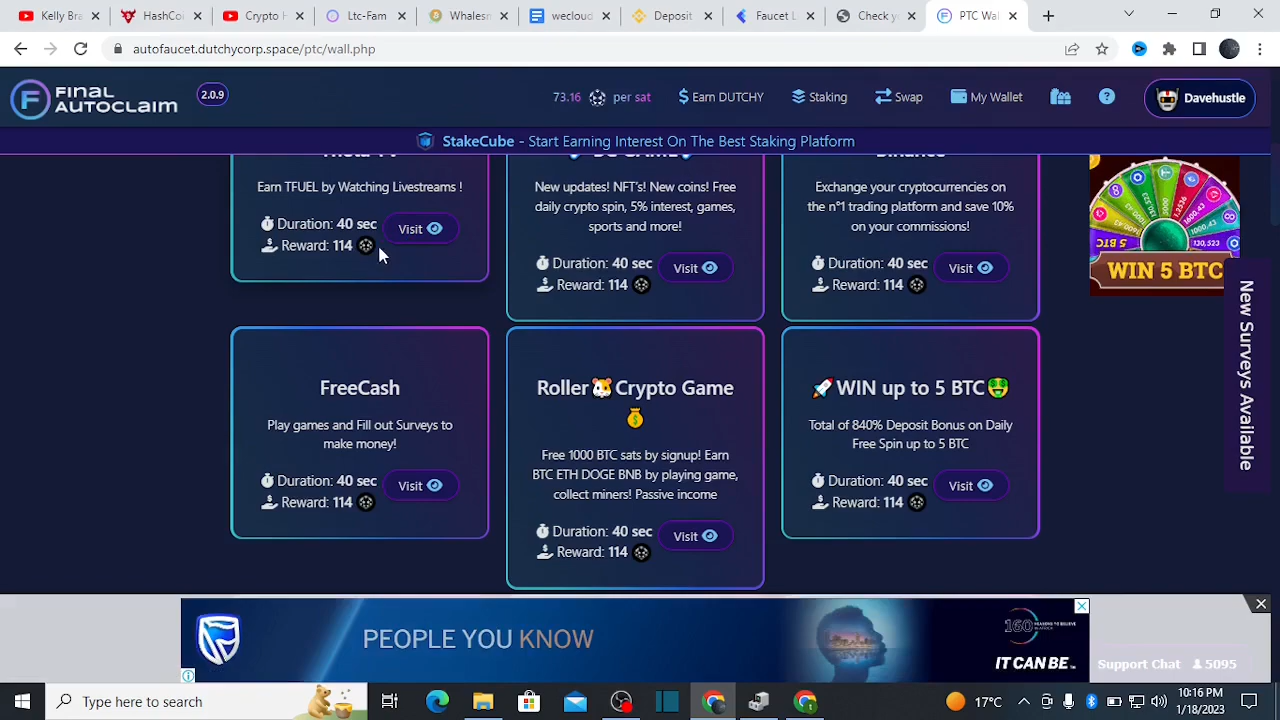 Kelly Bra
HashCo
Crypto H
Ltc-Fam
Whalesm
wecloud
Deposit
Faucet L
Check y
PTC Wal
autofaucet.dutchycorp.space/ptc/wall.php
FINAL AUTOCLAIM
2.0.9
73.16 per sat
Earn DUTCHY
Staking
Swap
My Wallet
Davehustle
StakeCube - Start Earning Interest On The Best Staking Platform
Earn TFUEL by Watching Livestreams !
Duration: 40 sec
Reward: 114
Visit
BC GAME
New updates! NFT's! New coins! Free
daily crypto spin, 5% interest, games,
sports and more!
Duration: 40 sec
Reward: 114
Visit
Binance
Exchange your cryptocurrencies on
the n°1 trading platform and save 10%
on your commissions!
Duration: 40 sec
Reward: 114
Visit
WIN 5 BTC
New Surveys Available
FreeCash
Play games and Fill out Surveys to
make money!
Duration: 40 sec
Reward: 114
Visit
Roller🐹Crypto Game
💰
Free 1000 BTC sats by signup! Earn
BTC ETH DOGE BNB by playing game,
collect miners! Passive income
Duration: 40 sec
Reward: 114
Visit
🚀WIN up to 5 BTC🤑
Total of 840% Deposit Bonus on Daily
Free Spin up to 5 BTC
Duration: 40 sec
Reward: 114
Visit
PEOPLE YOU KNOW
160
IT CAN BE
Support Chat 5095
Type here to search
17°C
10:16 PM
1/18/2023